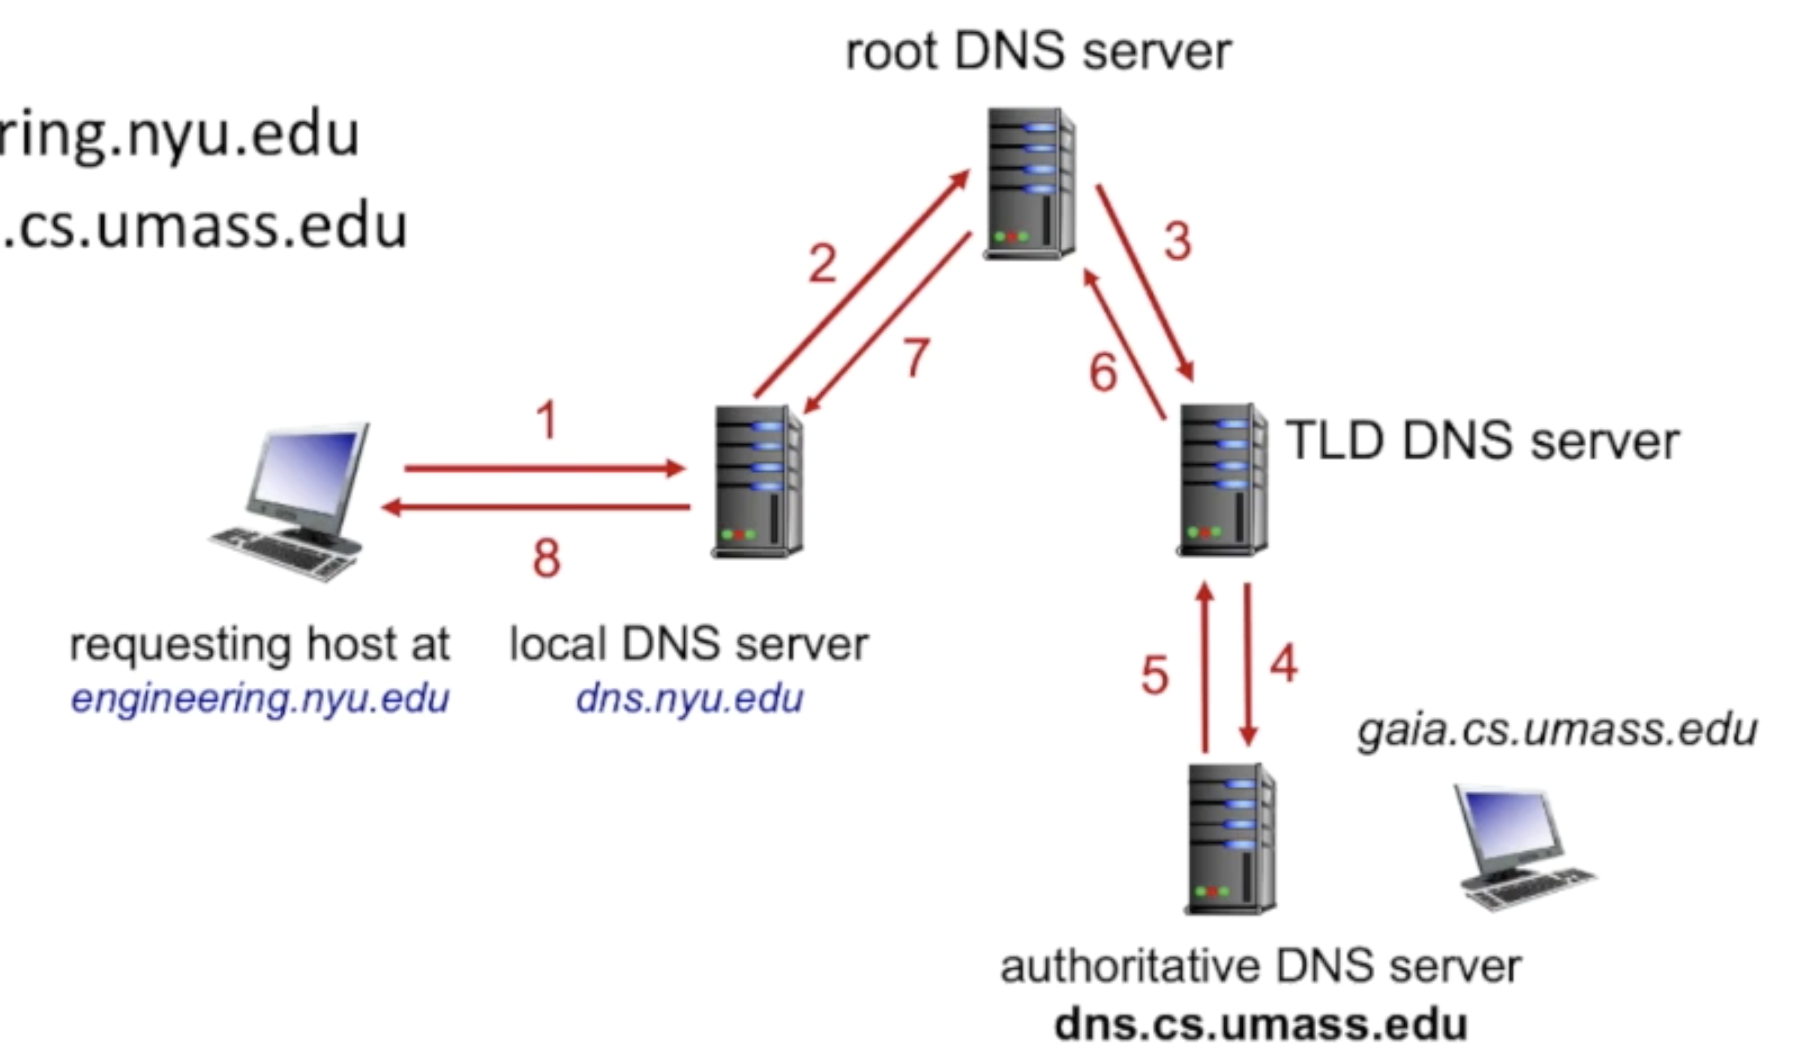 root DNS server
ring.nyu.edu
.cs.umass.edu
2
3
7
6
1
TLD DNS server
8
requesting host at
engineering.nyu.edu
local DNS server
dns.nyu.edu
5
4
gaia.cs.umass.edu
authoritative DNS server
dns.cs.umass.edu